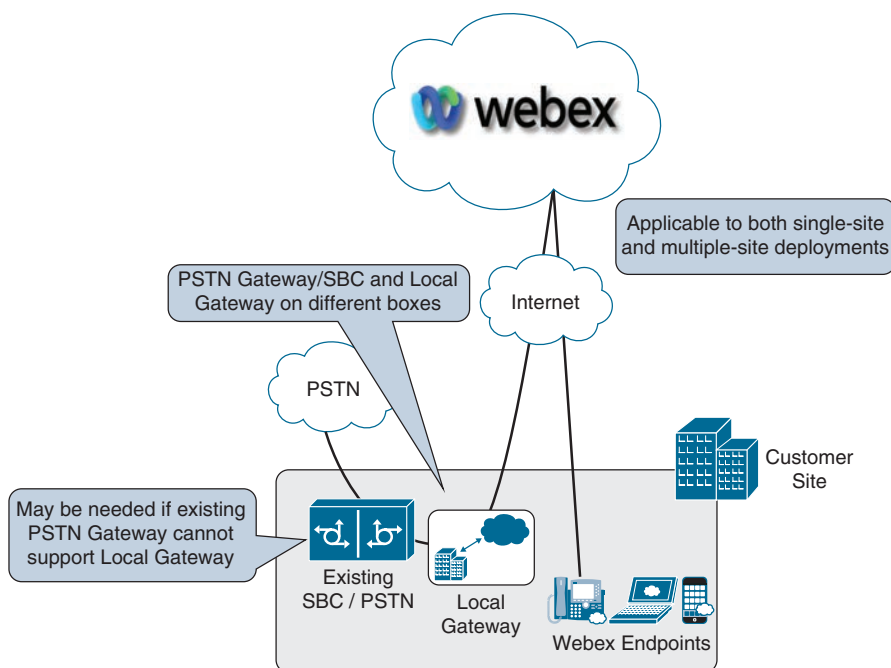 webex
Applicable to both single-site
and multiple-site deployments
PSTN Gateway/SBC and Local
Gateway on different boxes
Internet
PSTN
Customer
Site
May be needed if existing
PSTN Gateway cannot
support Local Gateway
Existing
SBC / PSTN
Local
Gateway
Webex Endpoints